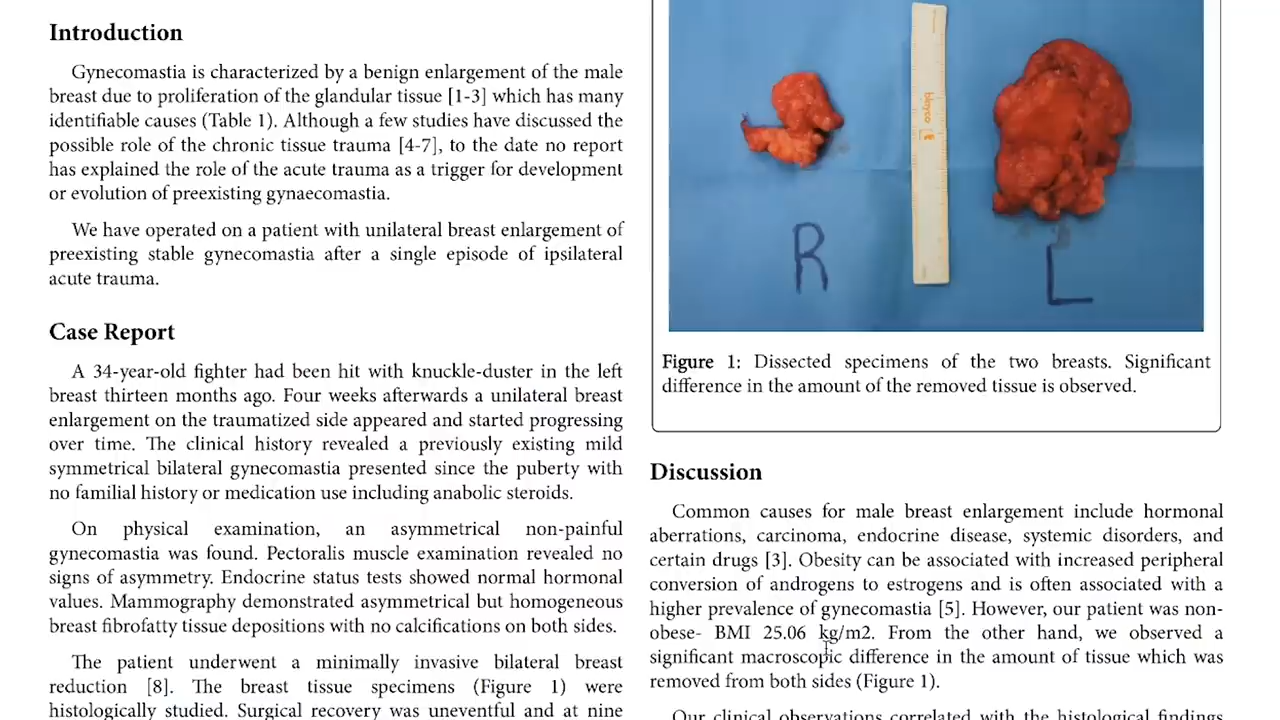 Introduction
Gynecomastia is characterized by a benign enlargement of the male
breast due to proliferation of the glandular tissue [1-3] which has many
identifiable causes (Table 1). Although a few studies have discussed the
possible role of the chronic tissue trauma [4-7], to the date no report
has explained the role of the acute trauma as a trigger for development
or evolution of preexisting gynaecomastia.
We have operated on a patient with unilateral breast enlargement of
preexisting stable gynecomastia after a single episode of ipsilateral
acute trauma.
Case Report
A 34-year-old fighter had been hit with knuckle-duster in the left
breast thirteen months ago. Four weeks afterwards a unilateral breast
enlargement on the traumatized side appeared and started progressing
over time. The clinical history revealed a previously existing mild
symmetrical bilateral gynecomastia presented since the puberty with
no familial history or medication use including anabolic steroids.
On physical examination, an asymmetrical non-painful
gynecomastia was found. Pectoralis muscle examination revealed no
signs of asymmetry. Endocrine status tests showed normal hormonal
values. Mammography demonstrated asymmetrical but homogeneous
breast fibrofatty tissue depositions with no calcifications on both sides.
The patient underwent a minimally invasive bilateral breast
reduction [8]. The breast tissue specimens (Figure 1) were
histologically studied. Surgical recovery was uneventful and at nine
R
L
Figure 1: Dissected specimens of the two breasts. Significant
difference in the amount of the removed tissue is observed.
Discussion
Common causes for male breast enlargement include hormonal
aberrations, carcinoma, endocrine disease, systemic disorders, and
certain drugs [3]. Obesity can be associated with increased peripheral
conversion of androgens to estrogens and is often associated with a
higher prevalence of gynecomastia [5]. However, our patient was non-
obese- BMI 25.06 kg/m2. From the other hand, we observed a
significant macroscopic difference in the amount of tissue which was
removed from both sides (Figure 1).
Our clinical observations correlated with the histological findings